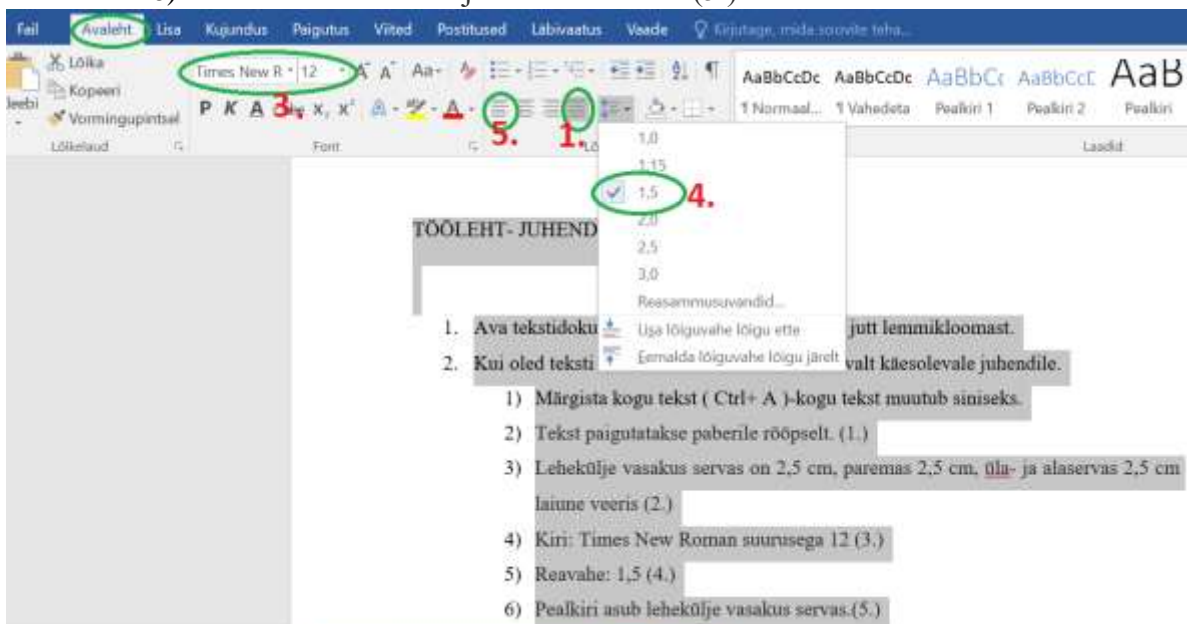 Fail Avaleht Lisa Kujundus Paigutus Viited Postitused Läbivaatus Vaade Kirjutage, mida soovite teha...
Lõika
Kopeeri
Vormingupintsel
Times New R 12 A A Aa
P K A x, x² A A
3.
5.
1.
AaBbCcDc AaBbCcDc AaBbCc AaBbCcC AaB
¶ Normaal... ¶ Vahedeta Pealkiri 1 Pealkiri 2 Pealkiri
Lõikelaud Font Laadid
1,0
1,15
1,5
4.
2,0
2,5
3,0
Reasammusuvandid...
Lisa lõiguvahe lõigu ette
Eemalda lõiguvahe lõigu järelt
TÖÖLEHT- JUHEND
1. Ava tekstidoku jutt lemmikloomast.
2. Kui oled teksti valt käesolevale juhendile.
1) Märgista kogu tekst ( Ctrl+ A )-kogu tekst muutub siniseks.
2) Tekst paigutatakse paberile rööpselt. (1.)
3) Lehekülje vasakus servas on 2,5 cm, paremas 2,5 cm, üla- ja alaservas 2,5 cm
laiune veeris (2.)
4) Kiri: Times New Roman suurusega 12 (3.)
5) Reavahe: 1,5 (4.)
6) Pealkiri asub lehekülje vasakus servas.(5.)